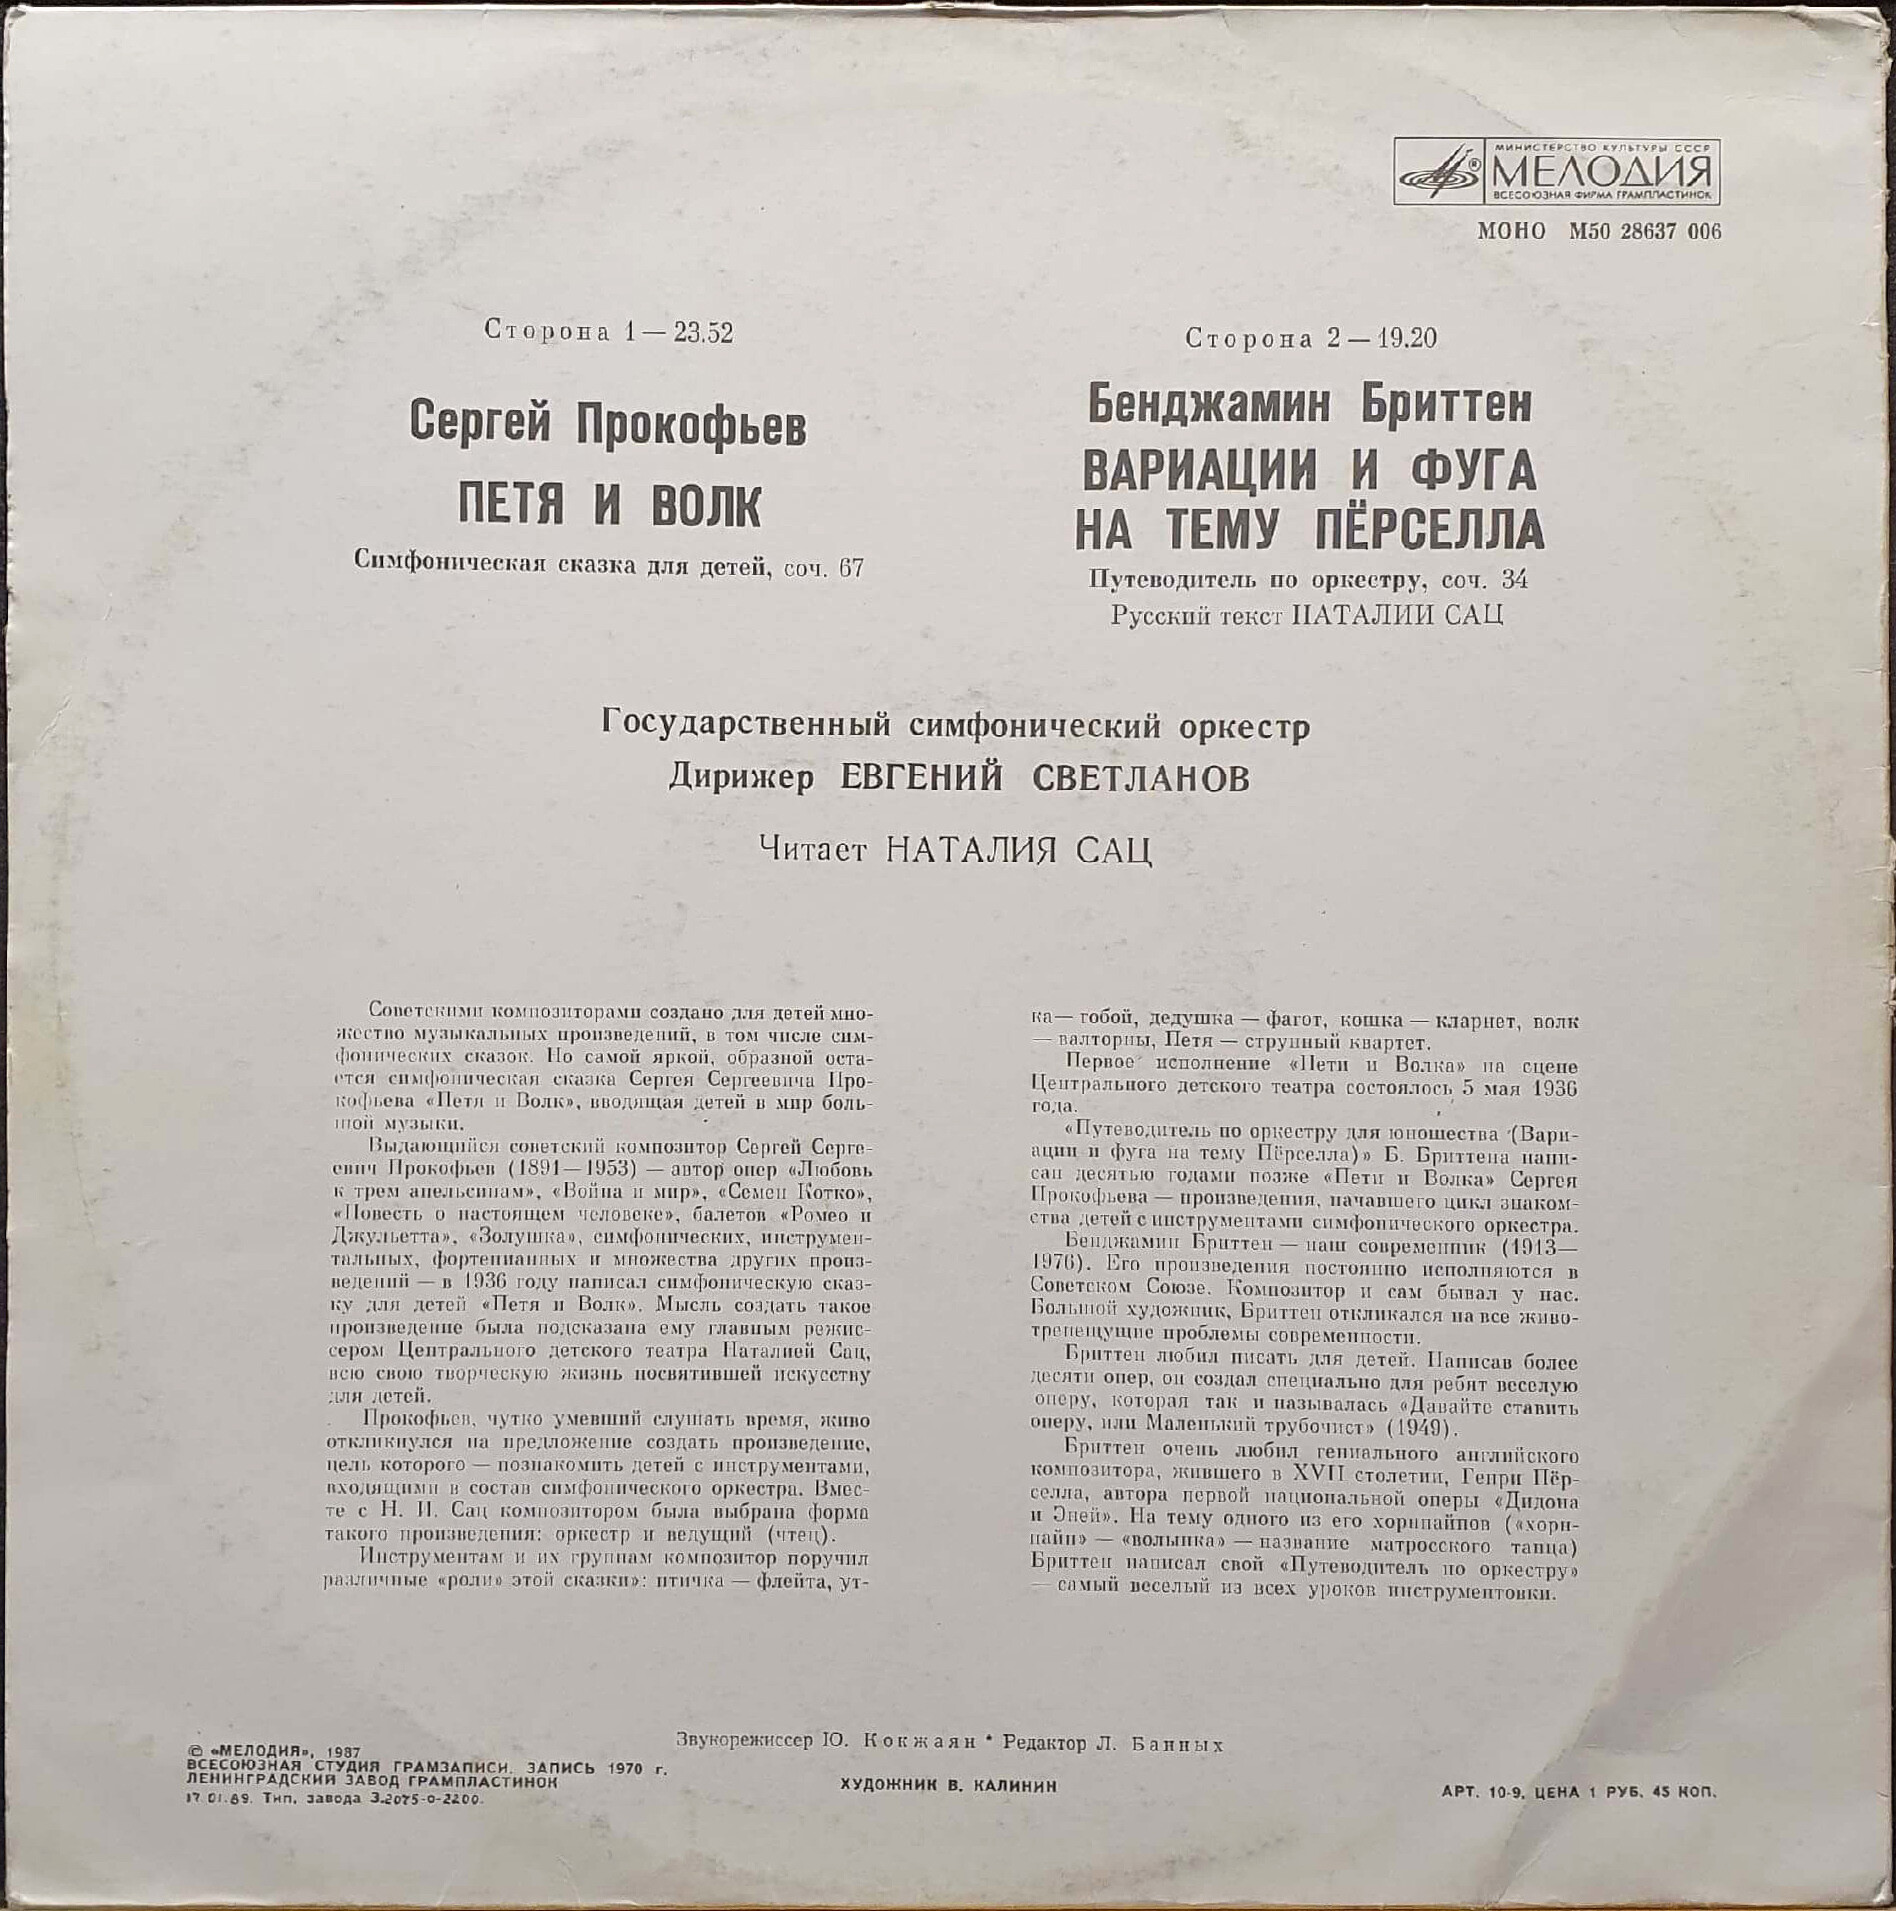 МИНИСТЕРСТВО КУЛЬТУРЫ СССР
МЕЛОДИЯ
ВСЕСОЮЗНАЯ ФИРМА ГРАМПЛАСТИНОК
МОНО М50 28637 006
Сторона 1 — 23.52
Сергей Прокофьев
ПЕТЯ И ВОЛК
Симфоническая сказка для детей, соч. 67
Сторона 2 — 19.20
Бенджамин Бриттен
ВАРИАЦИИ И ФУГА
НА ТЕМУ ПЁРСЕЛЛА
Путеводитель по оркестру, соч. 34
Русский текст НАТАЛИИ САЦ
Государственный симфонический оркестр
Дирижер ЕВГЕНИЙ СВЕТЛАНОВ
Читает НАТАЛИЯ САЦ
Советскими композиторами создано для детей мно-
жество музыкальных произведений, в том числе сим-
фонических сказок. Но самой яркой, образной оста-
ется симфоническая сказка Сергея Сергеевича Про-
кофьева «Петя и Волк», вводящая детей в мир боль-
шой музыки.
Выдающийся советский композитор Сергей Серге-
евич Прокофьев (1891—1953) — автор опер «Любовь
к трем апельсинам», «Война и мир», «Семен Котко»,
«Повесть о настоящем человеке», балетов «Ромео и
Джульетта», «Золушка», симфонических, инструмен-
тальных, фортепианных и множества других произ-
ведений — в 1936 году написал симфоническую сказ-
ку для детей «Петя и Волк». Мысль создать такое
произведение была подсказана ему главным режис-
сером Центрального детского театра Наталией Сац,
всю свою творческую жизнь посвятившей искусству
для детей.
Прокофьев, чутко умевший слушать время, живо
откликнулся на предложение создать произведение,
цель которого — познакомить детей с инструментами,
входящими в состав симфонического оркестра. Вмес-
те с Н. И. Сац композитором была выбрана форма
такого произведения: оркестр и ведущий (чтец).
Инструментам и их группам композитор поручил
различные «роли» этой сказки»: птичка — флейта, ут-
ка— гобой, дедушка — фагот, кошка — кларнет, волк
— валторны, Петя — струнный квартет.
Первое исполнение «Пети и Волка» на сцене
Центрального детского театра состоялось 5 мая 1936
года.
«Путеводитель по оркестру для юношества (Вари-
ации и фуга на тему Пёрселла)» Б. Бриттена напи-
сан десятью годами позже «Пети и Волка» Сергея
Прокофьева — произведения, начавшего цикл знаком-
ства детей с инструментами симфонического оркестра.
Бенджамин Бриттен — наш современник (1913—
1976). Его произведения постоянно исполняются в
Советском Союзе. Композитор и сам бывал у нас.
Большой художник, Бриттен откликался на все живо-
трепещущие проблемы современности.
Бриттен любил писать для детей. Написав более
десяти опер, он создал специально для ребят веселую
оперу, которая так и называлась «Давайте ставить
оперу, или Маленький трубочист» (1949).
Бриттен очень любил гениального английского
композитора, жившего в XVII столетии, Генри Пёр-
селла, автора первой национальной оперы «Дидона
и Эней». На тему одного из его хорнпайпов («хорн-
пайп» — «волынка» — название матросского танца)
Бриттен написал свой «Путеводитель по оркестру»
— самый веселый из всех уроков инструментовки.
Звукорежиссер Ю. Кокжаян * Редактор Л. Банных
ХУДОЖНИК В. КАЛИНИН
© «МЕЛОДИЯ», 1987
ВСЕСОЮЗНАЯ СТУДИЯ ГРАМЗАПИСИ. ЗАПИСЬ 1970 г.
ЛЕНИНГРАДСКИЙ ЗАВОД ГРАМПЛАСТИНОК
17.01.89. Тип. завода З.2075-0-2200.
АРТ. 10-9. ЦЕНА 1 РУБ. 45 КОП.